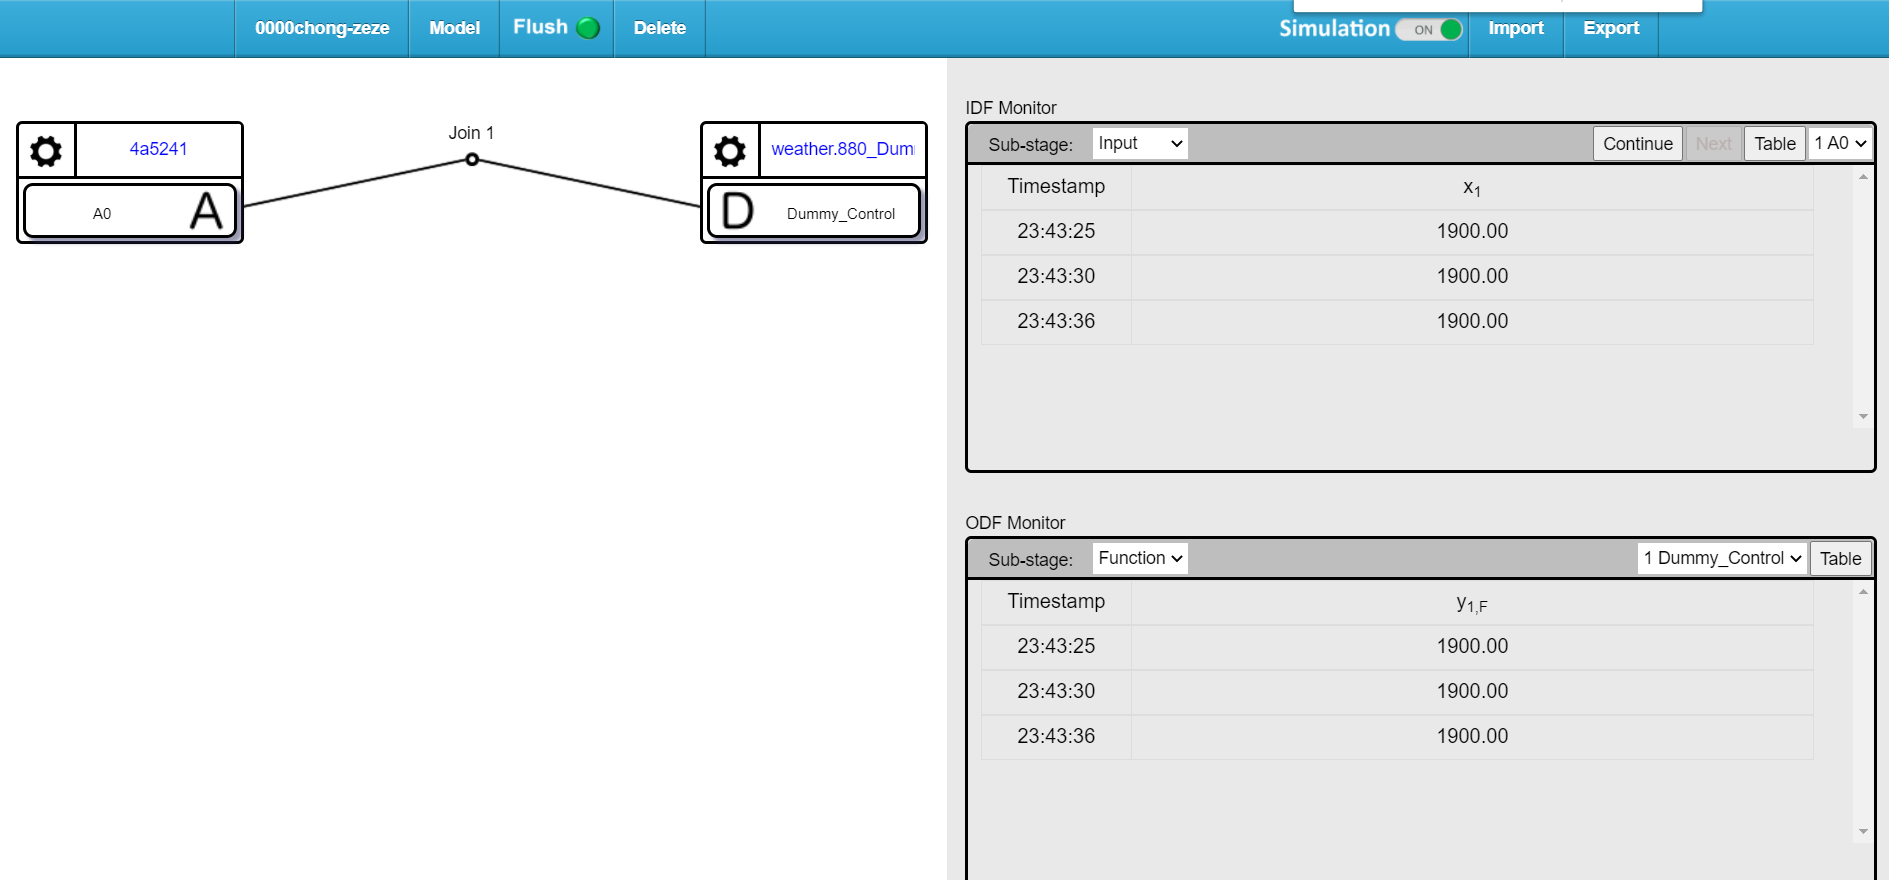 0000chong-zeze Model Flush Delete Simulation ON Import Export
4a5241
A0 A
Join 1
weather.880_Dum
D Dummy_Control
IDF Monitor
Sub-stage: Input Continue Next Table 1 A0
Timestamp x1
23:43:25 1900.00
23:43:30 1900.00
23:43:36 1900.00
ODF Monitor
Sub-stage: Function 1 Dummy_Control Table
Timestamp y1,F
23:43:25 1900.00
23:43:30 1900.00
23:43:36 1900.00